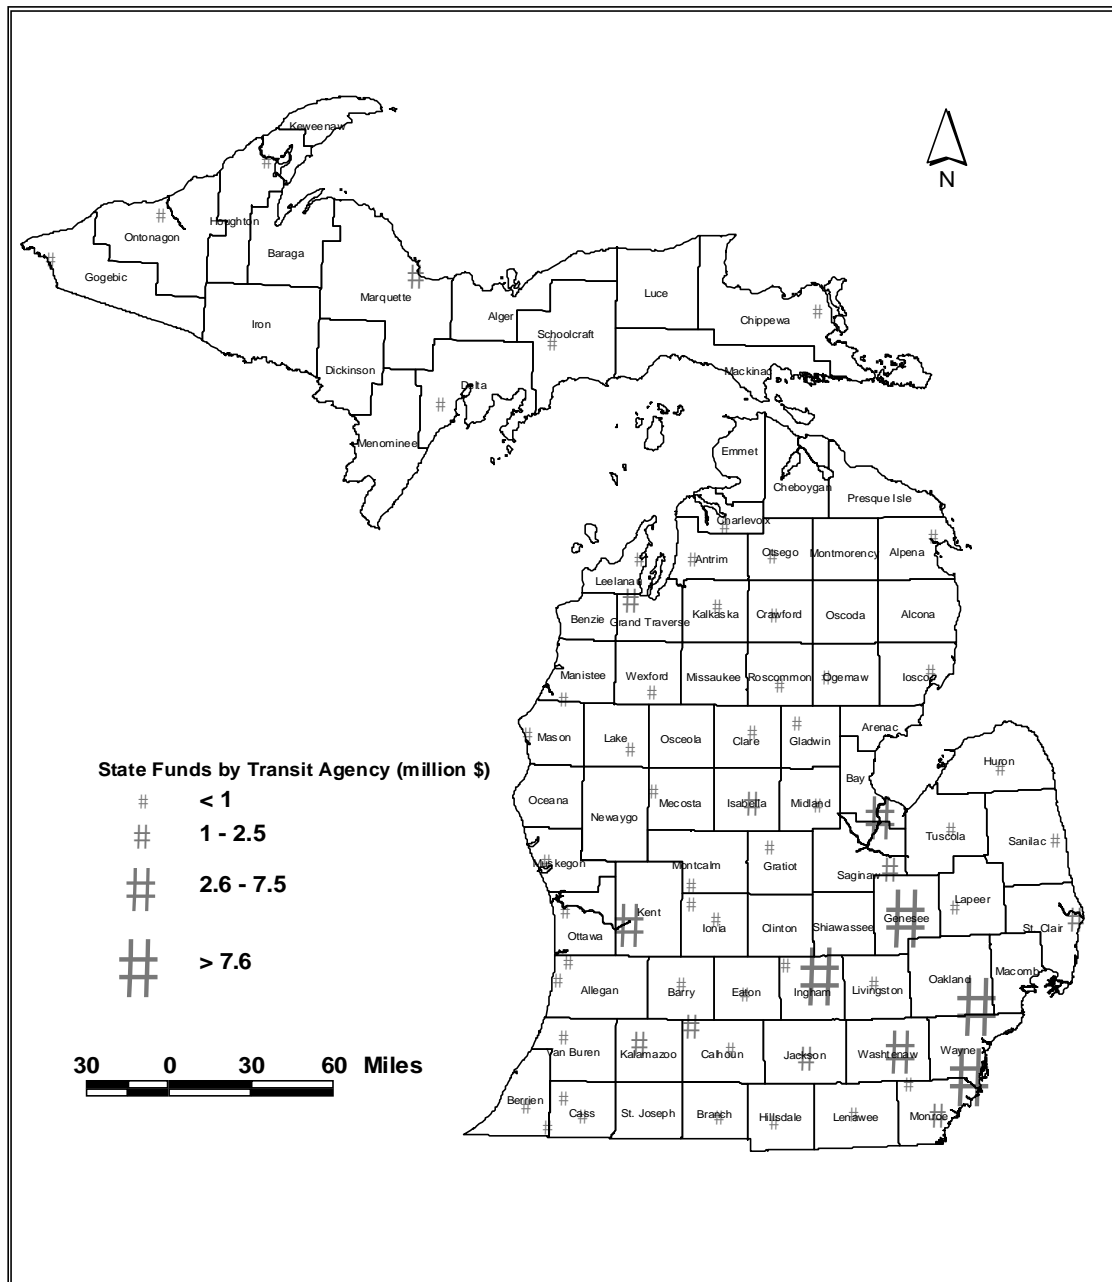 Keweenaw
N
Houghton
Ontonagon
Baraga
Gogebic
Marquette
Luce
Chippewa
Alger
Iron
Schoolcraft
Dickinson
Mackinac
Delta
Menominee
Emmet
Cheboygan
Presque Isle
Charlevoix
Antrim
Otsego
Montmorency
Alpena
Leelanau
Benzie
Grand Traverse
Kalkaska
Crawford
Oscoda
Alcona
Manistee
Wexford
Missaukee
Roscommon
Ogemaw
Iosco
Mason
Lake
Osceola
Clare
Gladwin
Arenac
Huron
State Funds by Transit Agency (million $)
< 1
1 - 2.5
2.6 - 7.5
> 7.6
Bay
Oceana
Newaygo
Mecosta
Isabella
Midland
Tuscola
Sanilac
Muskegon
Montcalm
Gratiot
Saginaw
Kent
Ottawa
Ionia
Clinton
Shiawassee
Genesee
Lapeer
St. Clair
Allegan
Barry
Eaton
Ingham
Livingston
Oakland
Macomb
30 0 30 60 Miles
Van Buren
Kalamazoo
Calhoun
Jackson
Washtenaw
Wayne
Berrien
Cass
St. Joseph
Branch
Hillsdale
Lenawee
Monroe